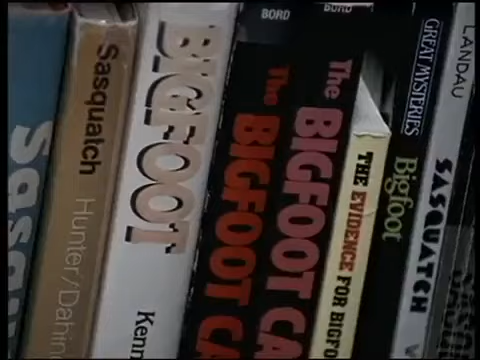 Sasquatch
Hunter/Dahin
BIGFOOT
Kenn
BORD
The BIGFOOT CA
BORD
The BIGFOOT CA
THE EVIDENCE FOR BIGFO
GREAT MYSTERIES
Bigfoot
LANDAU
SASQUATCH